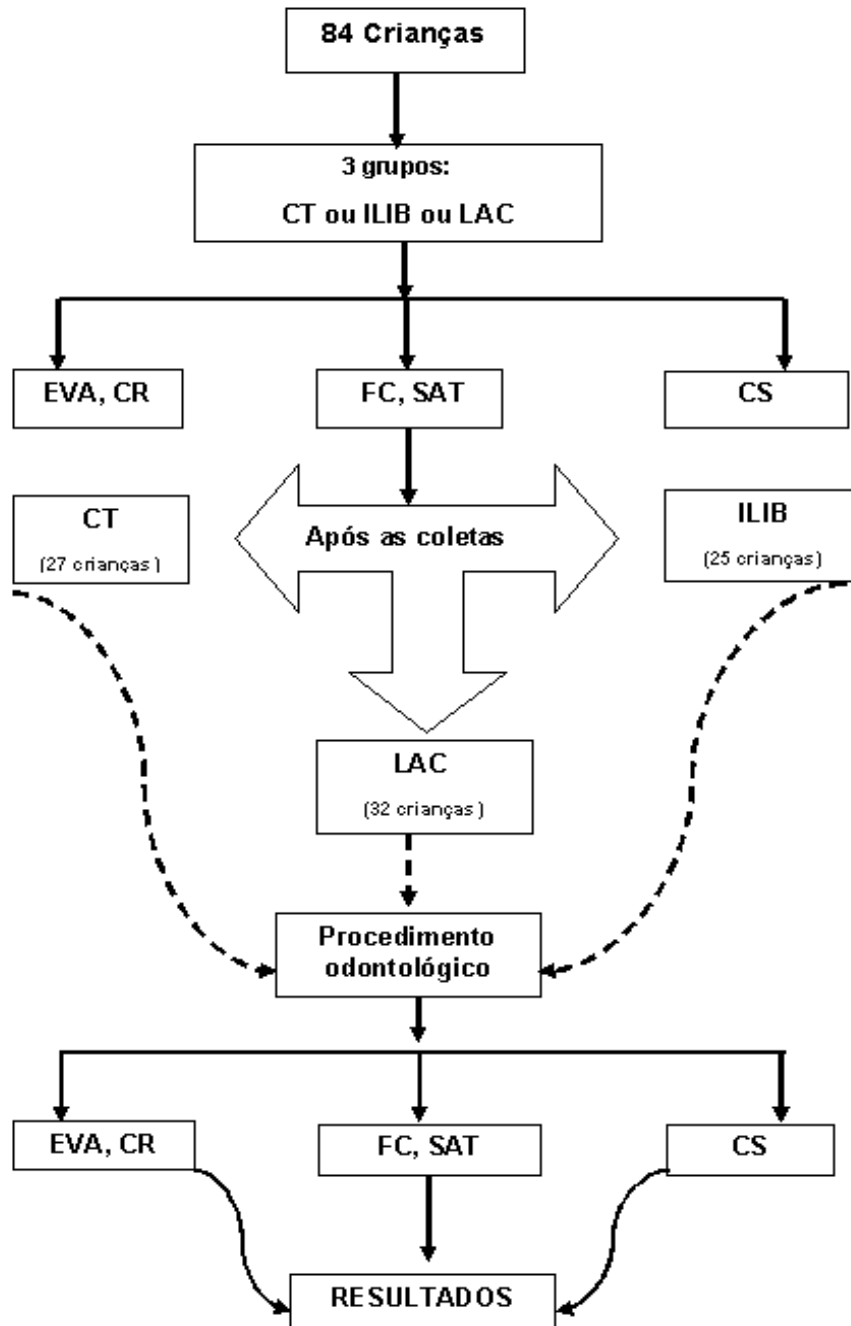 84 Crianças
3 grupos:
CT ou ILIB ou LAC
EVA, CR
FC, SAT
CS
CT
(27 crianças )
Após as coletas
ILIB
(25 crianças)
LAC
(32 crianças )
Procedimento
odontológico
EVA, CR
FC, SAT
CS
RESULTADOS